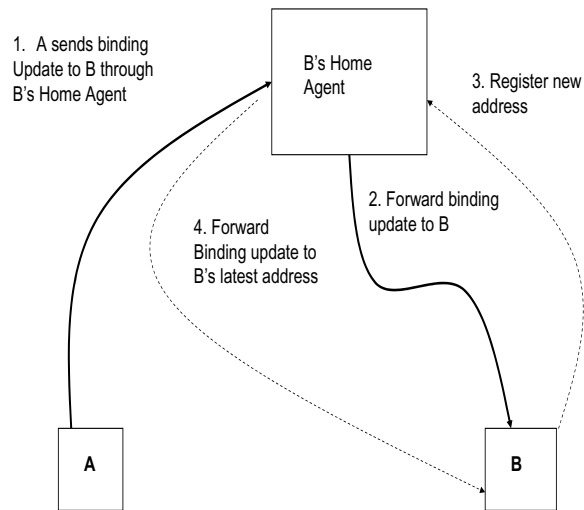 1. A sends binding
Update to B through
B's Home Agent
B's Home
Agent
3. Register new
address
2. Forward binding
update to B
4. Forward
Binding update to
B's latest address
A
B